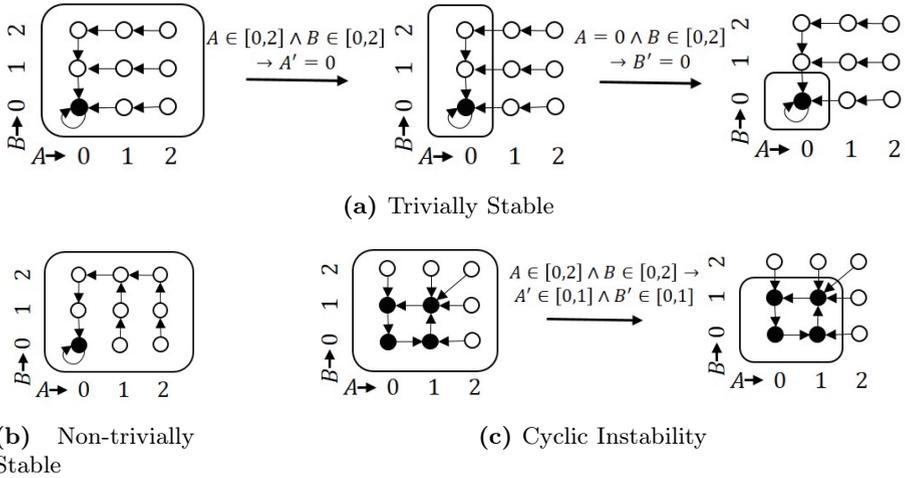 2
1
B→0
A→ 0 1 2
A ∈ [0,2] ∧ B ∈ [0,2]
→ A′ = 0
2
1
B→0
A→ 0 1 2
A = 0 ∧ B ∈ [0,2]
→ B′ = 0
2
1
B→0
A→ 0 1 2
(a) Trivially Stable
2
1
B→0
A→ 0 1 2
(b) Non-trivially
Stable
2
1
B→0
A→ 0 1 2
A ∈ [0,2] ∧ B ∈ [0,2] →
A′ ∈ [0,1] ∧ B′ ∈ [0,1]
2
1
B→0
A→ 0 1 2
(c) Cyclic Instability